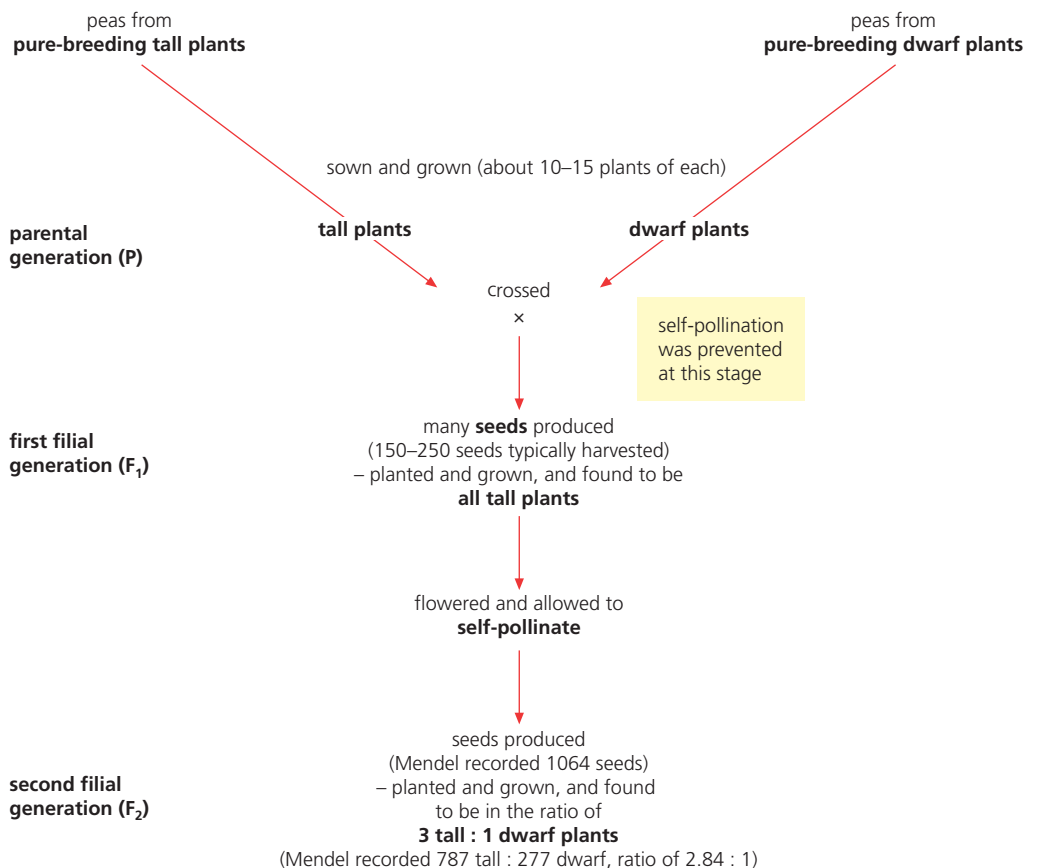 peas from
pure-breeding tall plants
peas from
pure-breeding dwarf plants
sown and grown (about 10–15 plants of each)
parental
generation (P)
tall plants
dwarf plants
crossed
×
self-pollination
was prevented
at this stage
first filial
generation (F₁)
many seeds produced
(150–250 seeds typically harvested)
– planted and grown, and found to be
all tall plants
flowered and allowed to
self-pollinate
second filial
generation (F₂)
seeds produced
(Mendel recorded 1064 seeds)
– planted and grown, and found
to be in the ratio of
3 tall : 1 dwarf plants
(Mendel recorded 787 tall : 277 dwarf, ratio of 2.84 : 1)